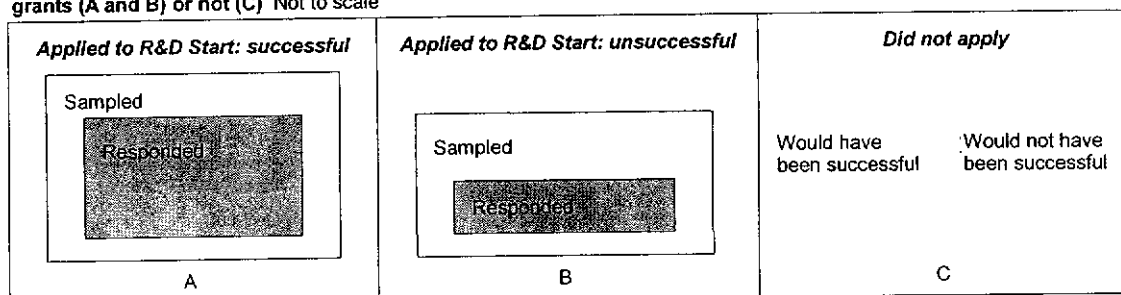 grants (A and B) or not (C) Not to scale
Applied to R&D Start: successful
Sampled
Responded
A
Applied to R&D Start: unsuccessful
Sampled
Responded
B
Did not apply
Would have
been successful
Would not have
been successful
C